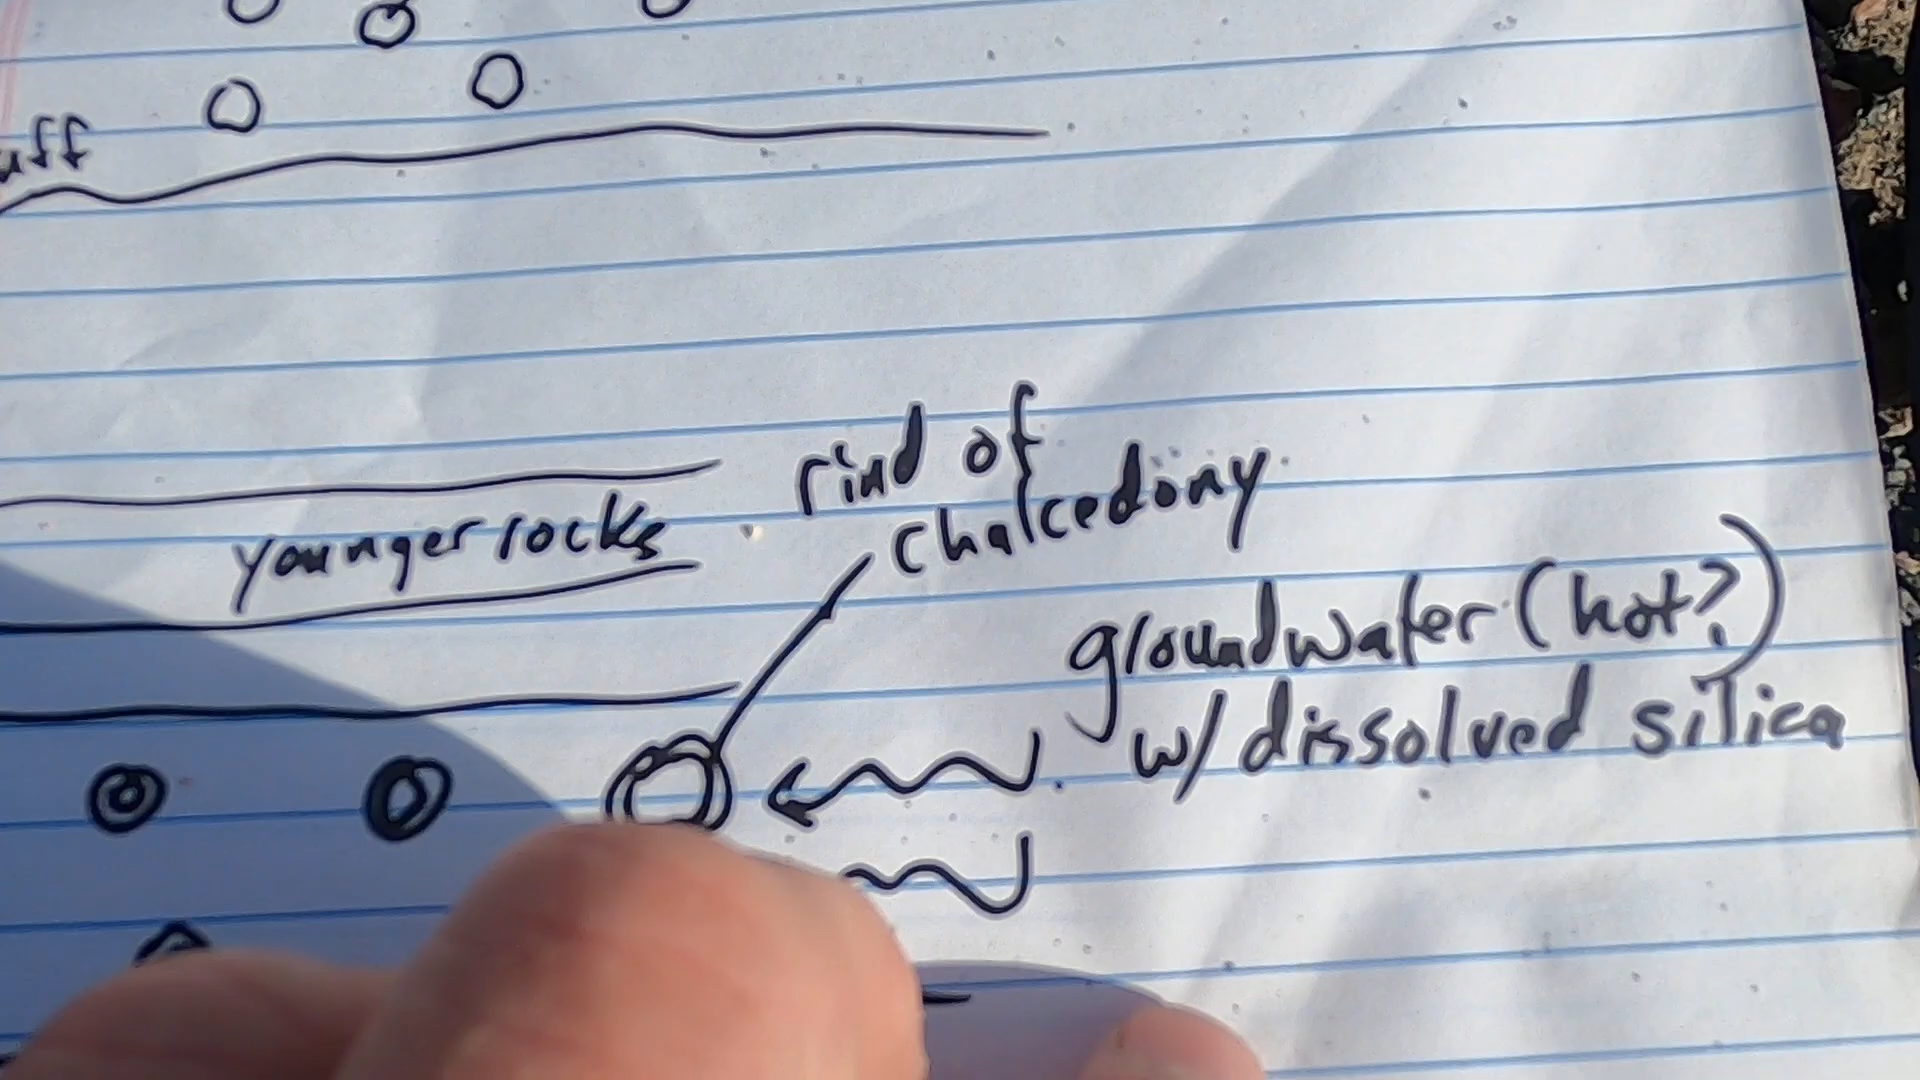 uff
rind of
chalcedony
younger rocks
groundwater (hot?)
w/ dissolved silica